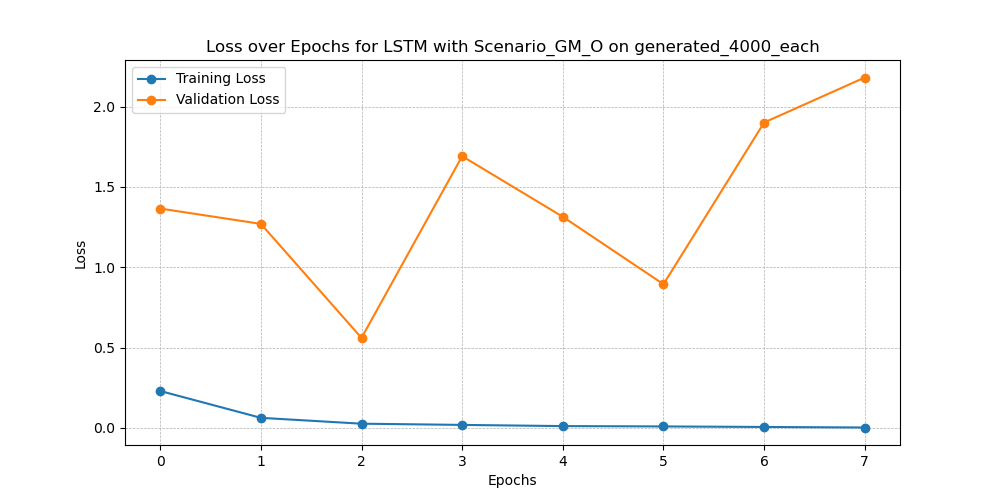 Loss over Epochs for LSTM with Scenario_GM_O on generated_4000_each
Training Loss
Validation Loss
2.0
1.5
1.0
0.5
0.0
Loss
0 1 2 3 4 5 6 7
Epochs